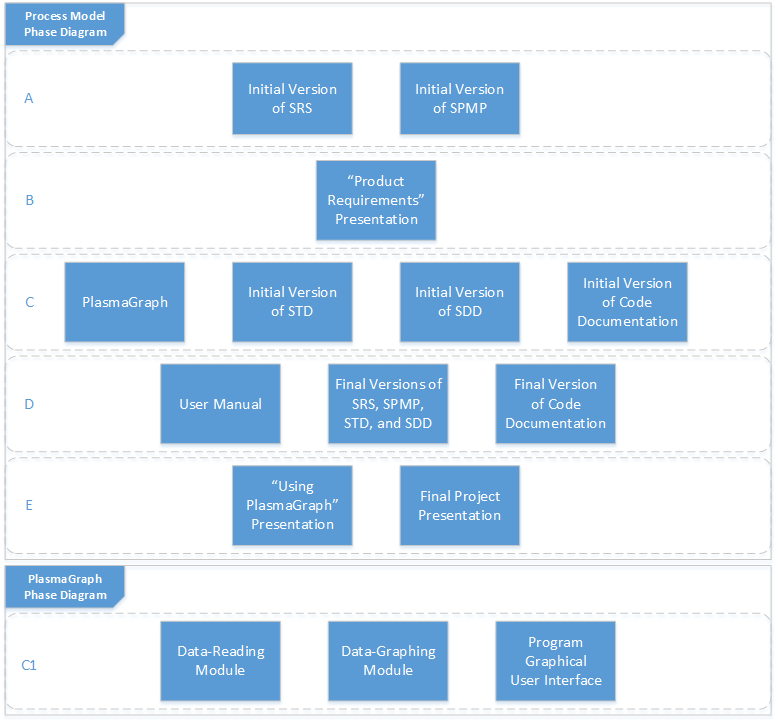 Process Model
Phase Diagram
A
Initial Version
of SRS
Initial Version
of SPMP
B
“Product
Requirements”
Presentation
C
PlasmaGraph
Initial Version
of STD
Initial Version
of SDD
Initial Version
of Code
Documentation
D
User Manual
Final Versions of
SRS, SPMP,
STD, and SDD
Final Version
of Code
Documentation
E
“Using
PlasmaGraph”
Presentation
Final Project
Presentation
PlasmaGraph
Phase Diagram
C1
Data-Reading
Module
Data-Graphing
Module
Program
Graphical
User Interface